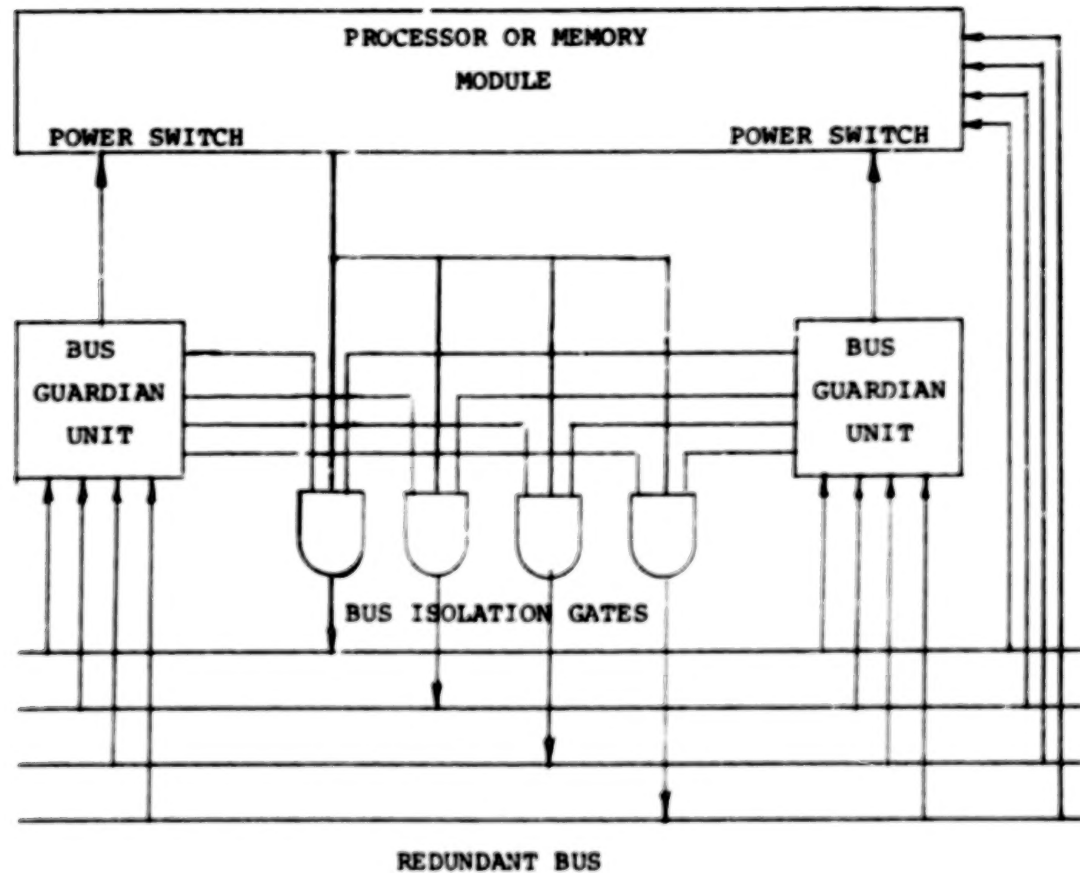 PROCESSOR OR MEMORY
MODULE
POWER SWITCH
POWER SWITCH
BUS
GUARDIAN
UNIT
BUS
GUARDIAN
UNIT
BUS ISOLATION GATES
REDUNDANT BUS